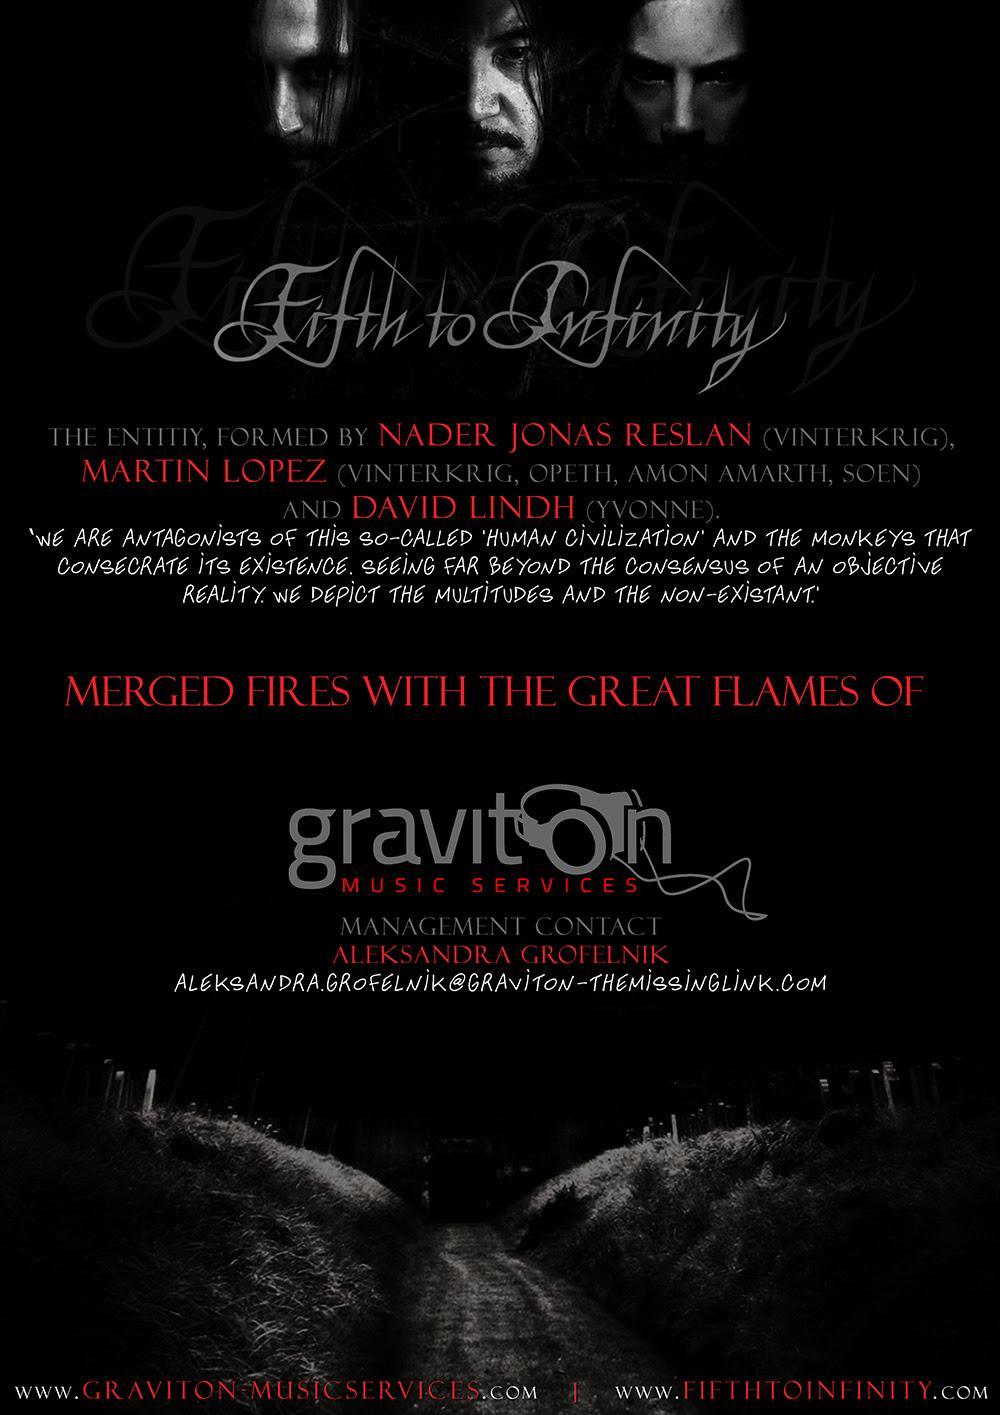 Fifth to Infinity
THE ENTITIY, FORMED BY NADER JONAS RESLAN (VINTERKRIG),
MARTIN LOPEZ (VINTERKRIG, OPETH, AMON AMARTH, SOEN)
AND DAVID LINDH (YVONNE).
'WE ARE ANTAGONISTS OF THIS SO-CALLED 'HUMAN CIVILIZATION' AND THE MONKEYS THAT
CONSECRATE ITS EXISTENCE. SEEING FAR BEYOND THE CONSENSUS OF AN OBJECTIVE
REALITY. WE DEPICT THE MULTITUDES AND THE NON-EXISTANT.'
MERGED FIRES WITH THE GREAT FLAMES OF
graviton
MUSIC SERVICES
MANAGEMENT CONTACT
ALEKSANDRA GROFELNIK
ALEKSANDRA.GROFELNIK@GRAVITON-THEMISSINGLINK.COM
WWW.GRAVITON-MUSICSERVICES.COM | WWW.FIFTHTOINFINITY.COM